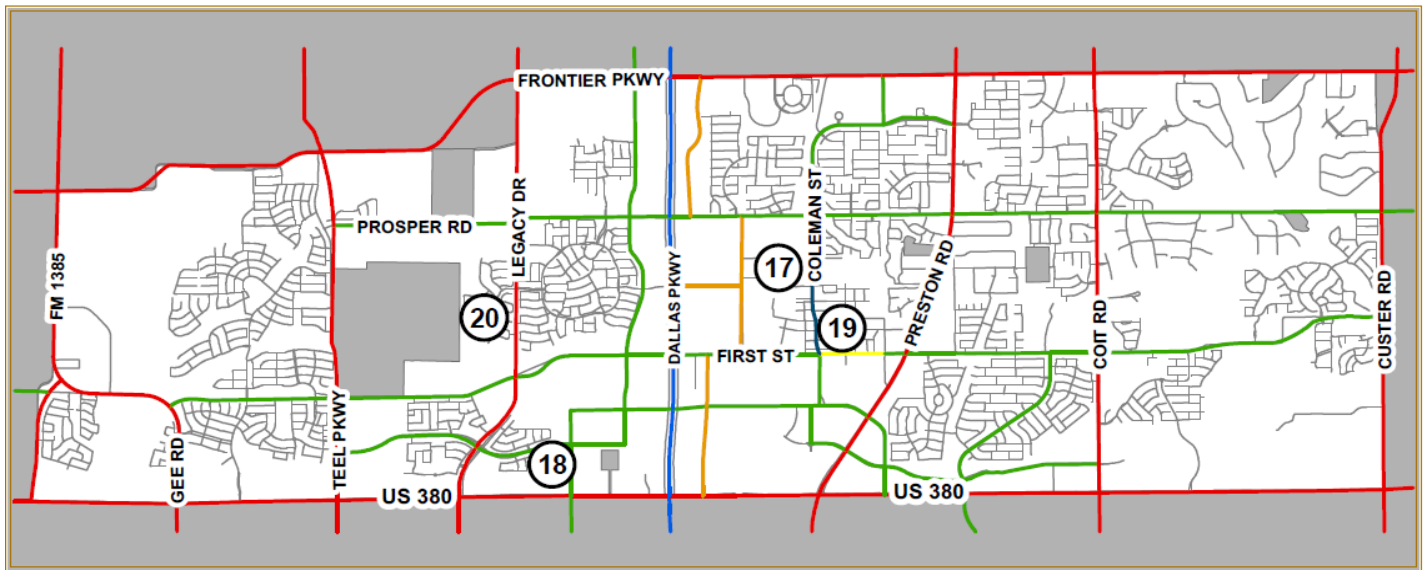 FRONTIER PKWY
LEGACY DR
COLEMAN ST
PROSPER RD
17
PRESTON RD
FM 1385
DALLAS PKWY
20
19
COIT RD
CUSTER RD
FIRST ST
TEEL PKWY
GEE RD
18
US 380
US 380